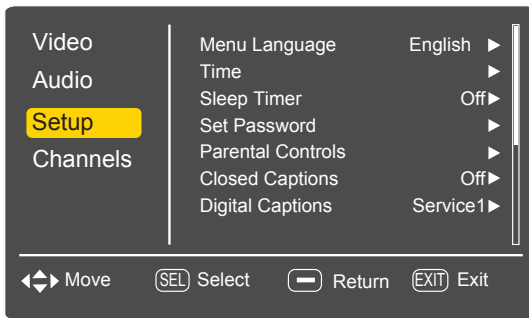 Video
Audio
Setup
Channels
Menu Language English
Time
Sleep Timer Off
Set Password
Parental Controls
Closed Captions Off
Digital Captions Service1
Move SEL Select Return EXIT Exit